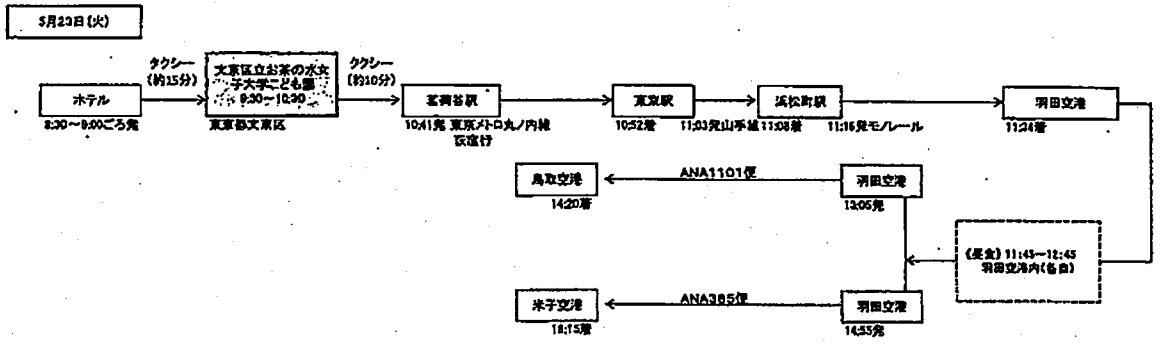 5月23日(火)
タクシー
(約15分)
文京区立お茶の水女
子大学こども園
9:30~10:30
タクシー
(約10分)
ホテル
茗荷谷駅
東京駅
浜松町駅
羽田空港
8:30~9:00ごろ発
東京都文京区
10:41発 東京メトロ丸ノ内線
荻窪行
10:52着
11:03発山手線
11:08着
11:16発モノレール
11:34着
鳥取空港
ANA1101便
羽田空港
14:20着
13:05発
(昼食) 11:45~12:45
羽田空港内(各自)
米子空港
ANA385便
羽田空港
16:15着
14:55発